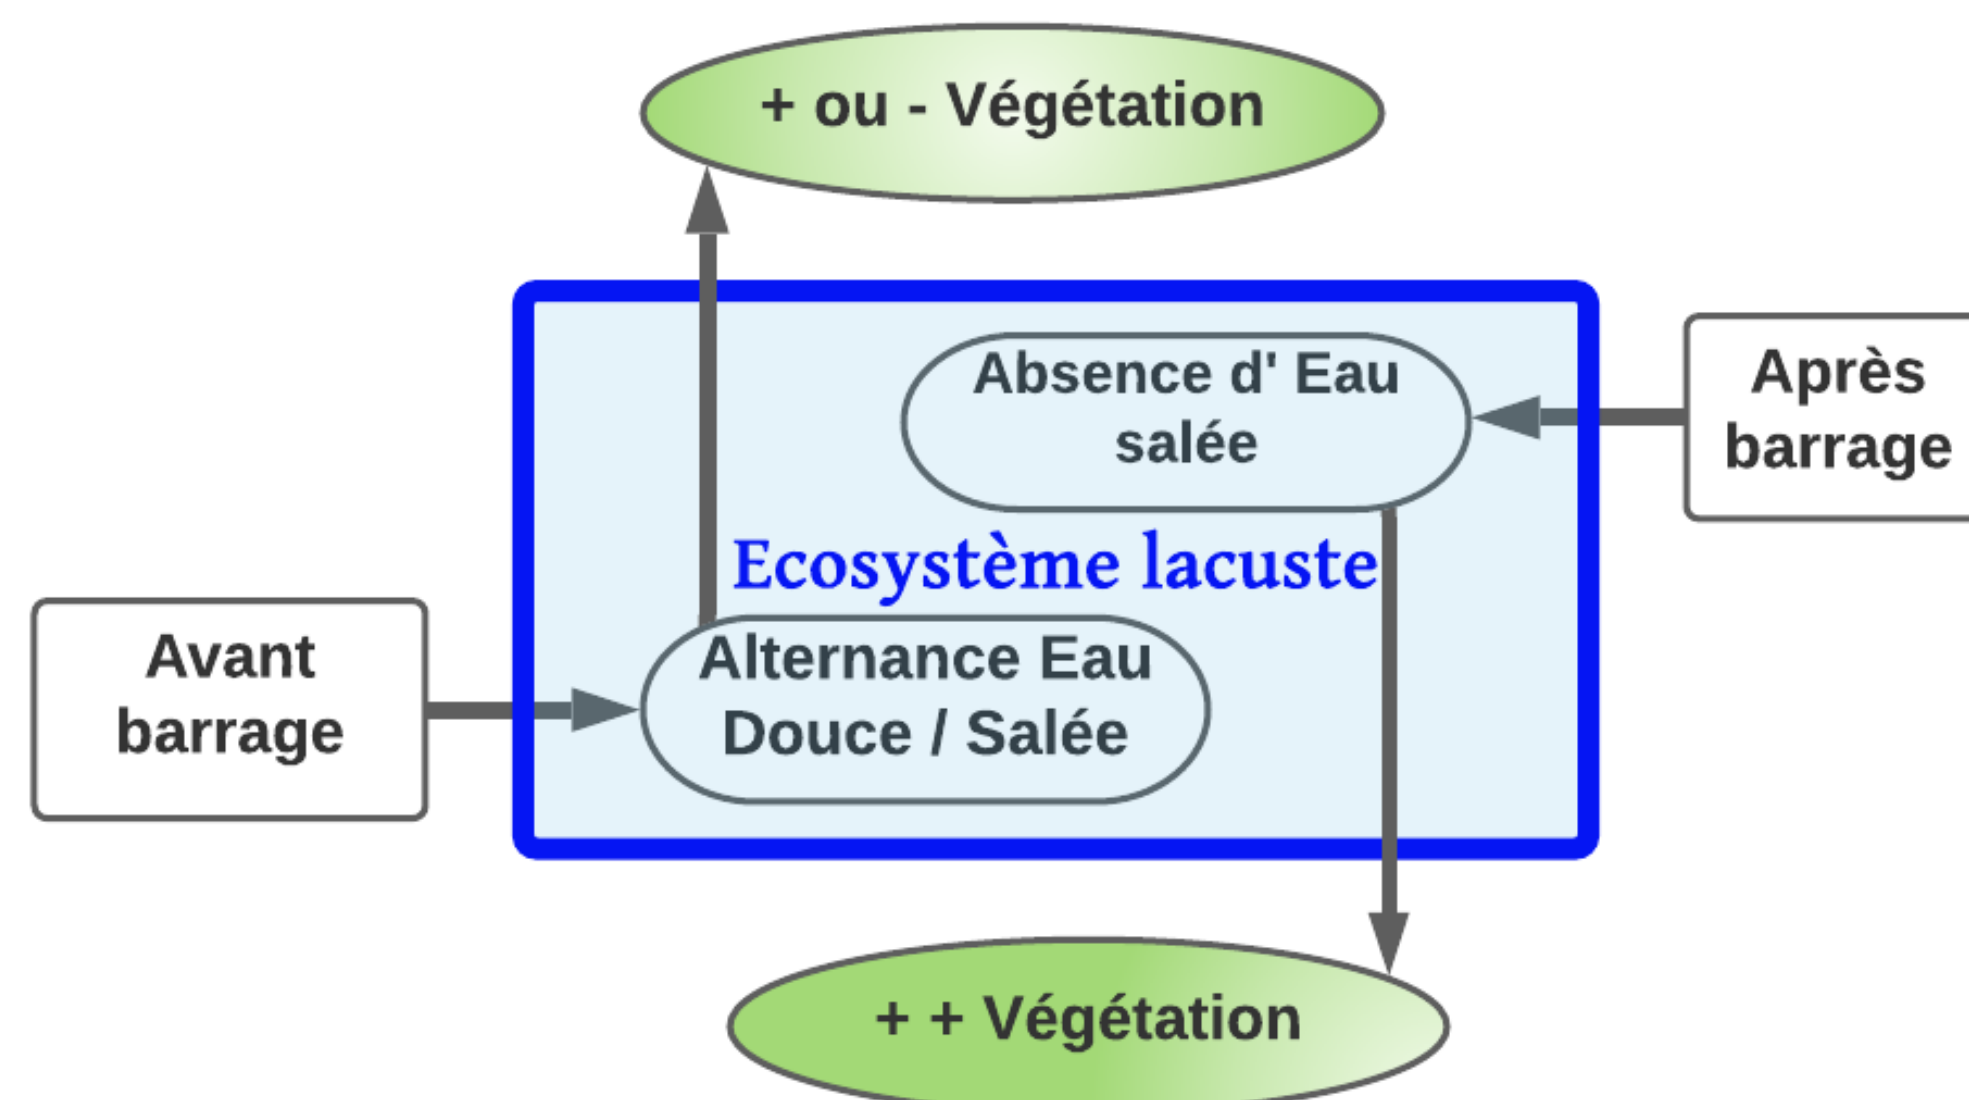 + ou - Végétation
Absence d' Eau
salée
Après
barrage
Ecosystème lacuste
Avant
barrage
Alternance Eau
Douce / Salée
+ + Végétation